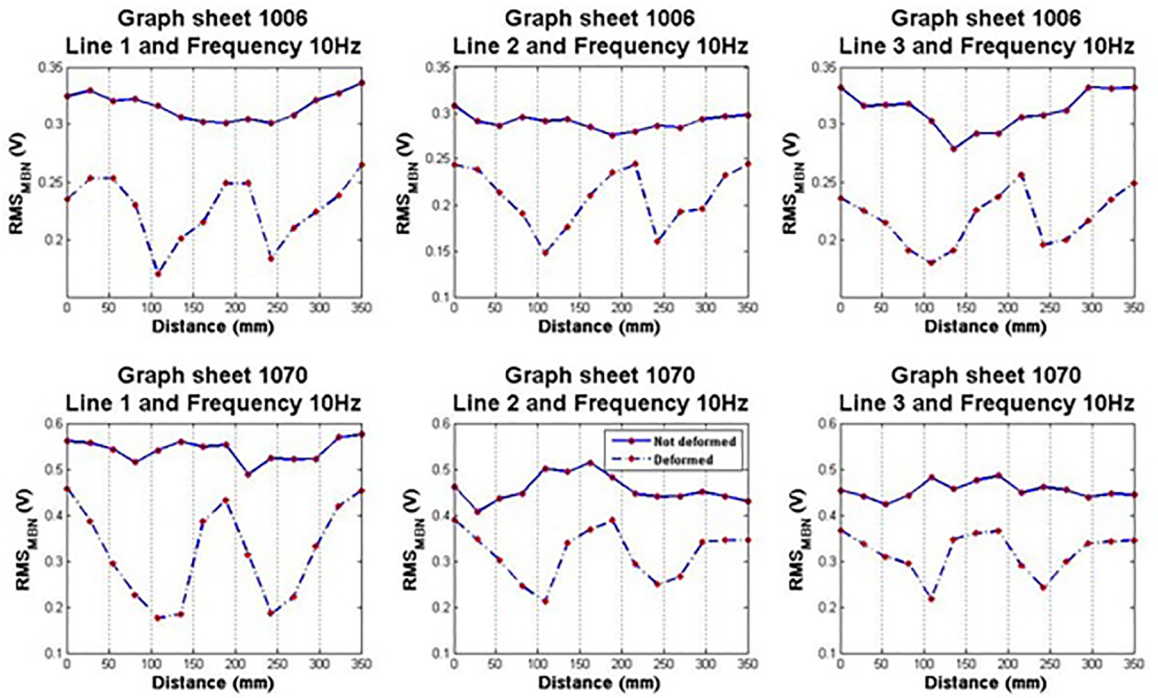 Graph sheet 1006
Line 1 and Frequency 10Hz
0.35
0.3
0.25
0.2
RMS_MBN (V)
0 50 100 150 200 250 300 350
Distance (mm)
Graph sheet 1006
Line 2 and Frequency 10Hz
0.35
0.3
0.25
0.2
0.15
0.1
RMS_MBN (V)
0 50 100 150 200 250 300 350
Distance (mm)
Graph sheet 1006
Line 3 and Frequency 10Hz
0.35
0.3
0.25
0.2
RMS_MBN (V)
0 50 100 150 200 250 300 350
Distance (mm)
Graph sheet 1070
Line 1 and Frequency 10Hz
0.6
0.5
0.4
0.3
0.2
0.1
RMS_MBN (V)
0 50 100 150 200 250 300 350
Distance (mm)
Graph sheet 1070
Line 2 and Frequency 10Hz
Not deformed
Deformed
0.6
0.5
0.4
0.3
0.2
0.1
RMS_MBN (V)
0 50 100 150 200 250 300 350
Distance (mm)
Graph sheet 1070
Line 3 and Frequency 10Hz
0.6
0.5
0.4
0.3
0.2
0.1
RMS_MBN (V)
0 50 100 150 200 250 300 350
Distance (mm)